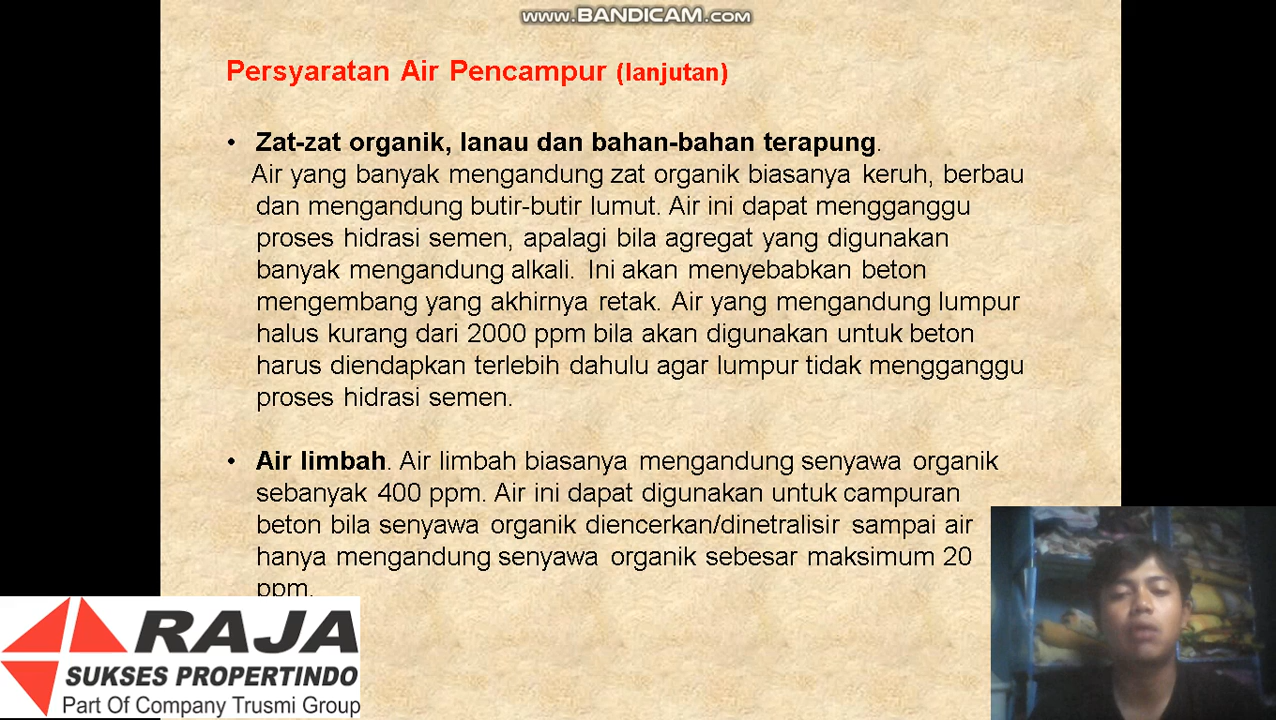 www.BANDICAM.com
Persyaratan Air Pencampur (lanjutan)
• Zat-zat organik, lanau dan bahan-bahan terapung.
Air yang banyak mengandung zat organik biasanya keruh, berbau
dan mengandung butir-butir lumut. Air ini dapat mengganggu
proses hidrasi semen, apalagi bila agregat yang digunakan
banyak mengandung alkali. Ini akan menyebabkan beton
mengembang yang akhirnya retak. Air yang mengandung lumpur
halus kurang dari 2000 ppm bila akan digunakan untuk beton
harus diendapkan terlebih dahulu agar lumpur tidak mengganggu
proses hidrasi semen.
• Air limbah. Air limbah biasanya mengandung senyawa organik
sebanyak 400 ppm. Air ini dapat digunakan untuk campuran
beton bila senyawa organik diencerkan/dinetralisir sampai air
hanya mengandung senyawa organik sebesar maksimum 20
ppm.
RAJA
SUKSES PROPERTINDO
Part Of Company Trusmi Group